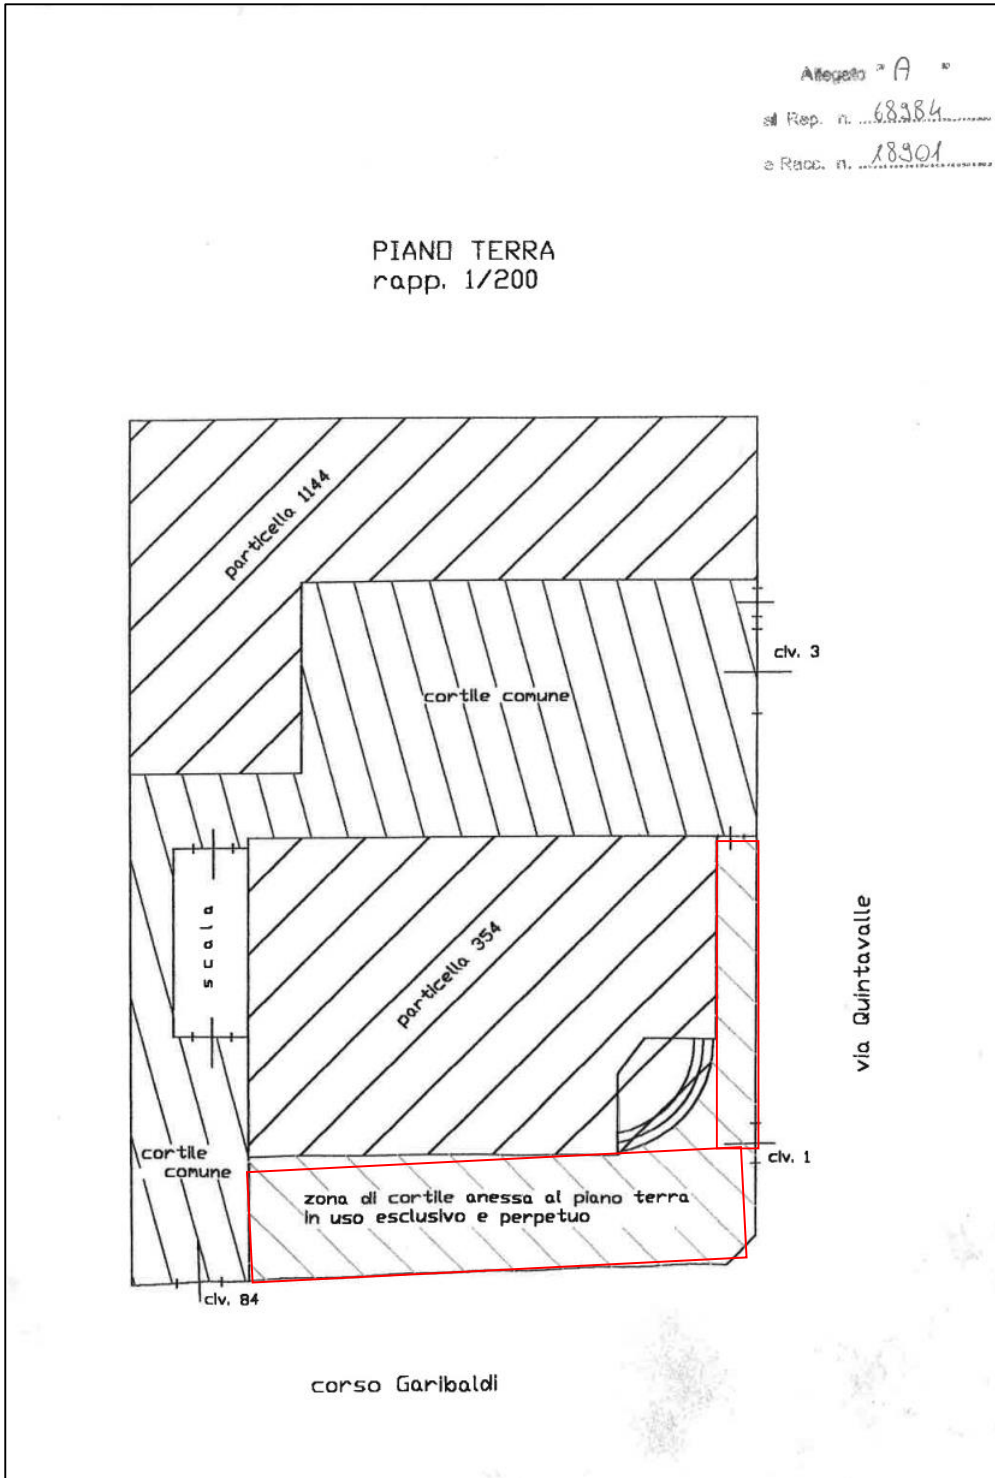 Allegato "A"
al Rep. n. 68984
e Racc. n. 18901
PIANO TERRA
rapp. 1/200
particella 1144
civ. 3
cortile comune
scala
particella 354
via Quintavalle
cortile
comune
civ. 1
zona di cortile anessa al piano terra
in uso esclusivo e perpetuo
civ. 84
corso Garibaldi